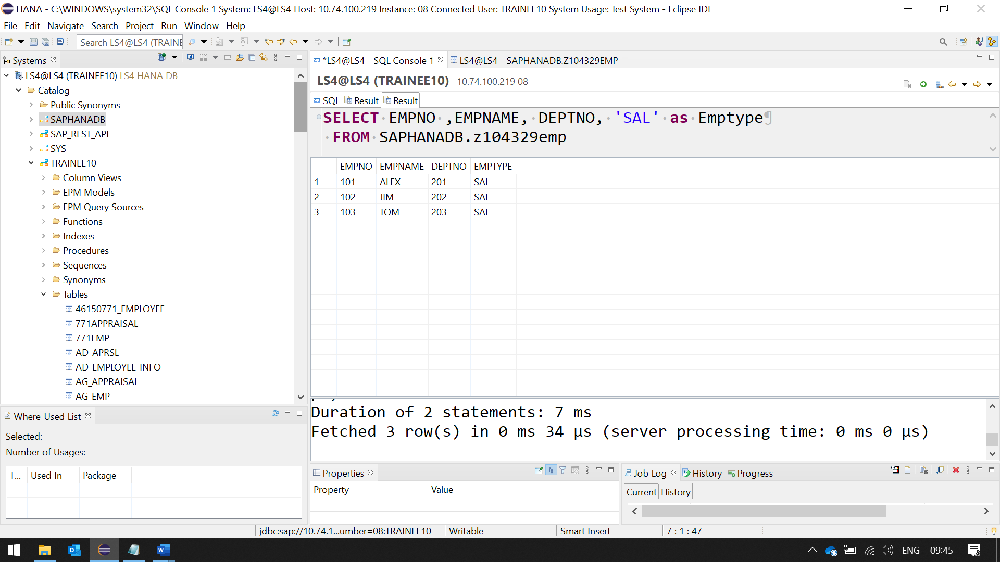 HANA - C:\WINDOWS\system32\SQL Console 1 System: LS4@LS4 Host: 10.74.100.219 Instance: 08 Connected User: TRAINEE10 System Usage: Test System - Eclipse IDE
File Edit Navigate Search Project Run Window Help
Search LS4@LS4 (TRAINE
Systems
LS4@LS4 (TRAINEE10) LS4 HANA DB
Catalog
Public Synonyms
SAPHANADB
SAP_REST_API
SYS
TRAINEE10
Column Views
EPM Models
EPM Query Sources
Functions
Indexes
Procedures
Sequences
Synonyms
Tables
46150771_EMPLOYEE
771APPRAISAL
771EMP
AD_APRSL
AD_EMPLOYEE_INFO
AG_APPRAISAL
AG_EMP
Where-Used List
Selected:
Number of Usages:
T... Used In Package
*LS4@LS4 - SQL Console 1 LS4@LS4 - SAPHANADB.Z104329EMP
LS4@LS4 (TRAINEE10) 10.74.100.219 08
SQL Result Result
SELECT EMPNO ,EMPNAME, DEPTNO, 'SAL' as Emptype¶
FROM SAPHANADB.z104329emp
EMPNO EMPNAME DEPTNO EMPTYPE
1 101 ALEX 201 SAL
2 102 JIM 202 SAL
3 103 TOM 203 SAL
Duration of 2 statements: 7 ms
Fetched 3 row(s) in 0 ms 34 µs (server processing time: 0 ms 0 µs)
Properties
Property Value
Job Log History Progress
Current History
jdbc:sap://10.74.1...umber=08:TRAINEE10 Writable Smart Insert 7 : 1 : 47
ENG 09:45